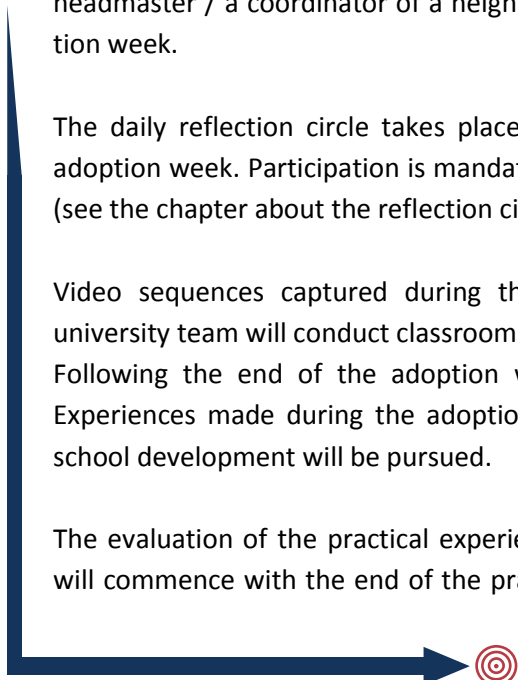 headmaster / a coordinator of a neigh
tion week.
The daily reflection circle takes place
adoption week. Participation is mandat
(see the chapter about the reflection ci
Video sequences captured during th
university team will conduct classroom
Following the end of the adoption w
Experiences made during the adoptio
school development will be pursued.
The evaluation of the practical experie
will commence with the end of the pra